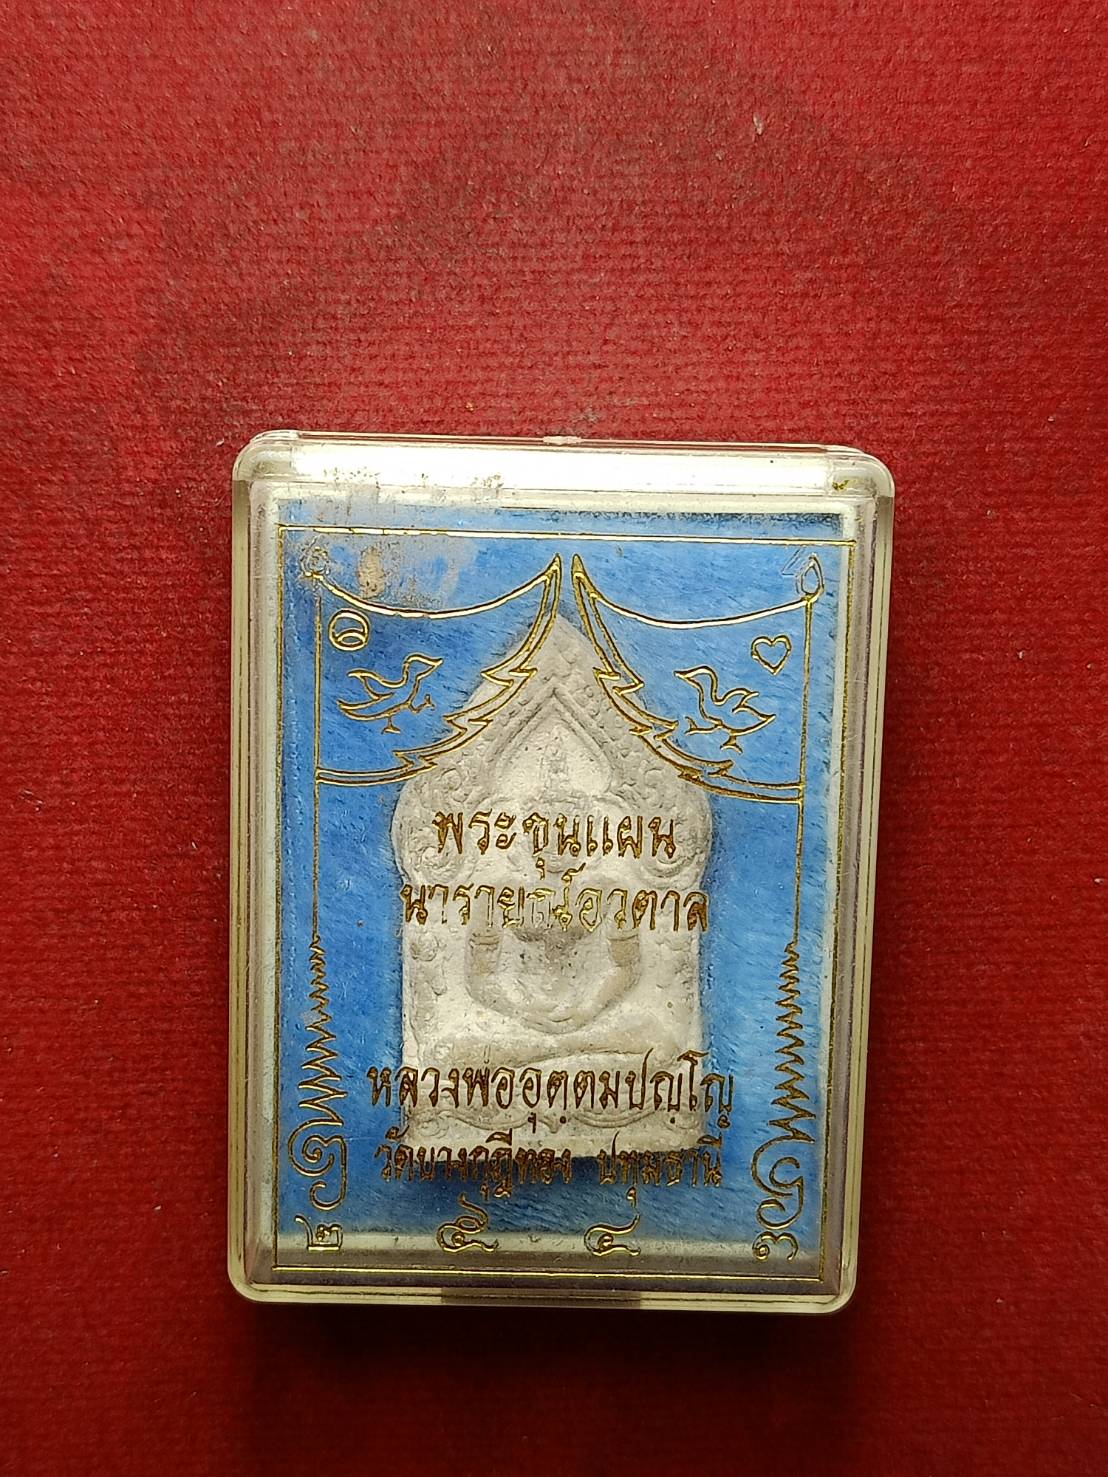 พระขุนแผน
นารายณ์อวตาล
หลวงพ่ออุตฺตมปญฺโญ
วัดบางกุฎีทอง ปทุมธานี
๒ ๕ ๔ ๓